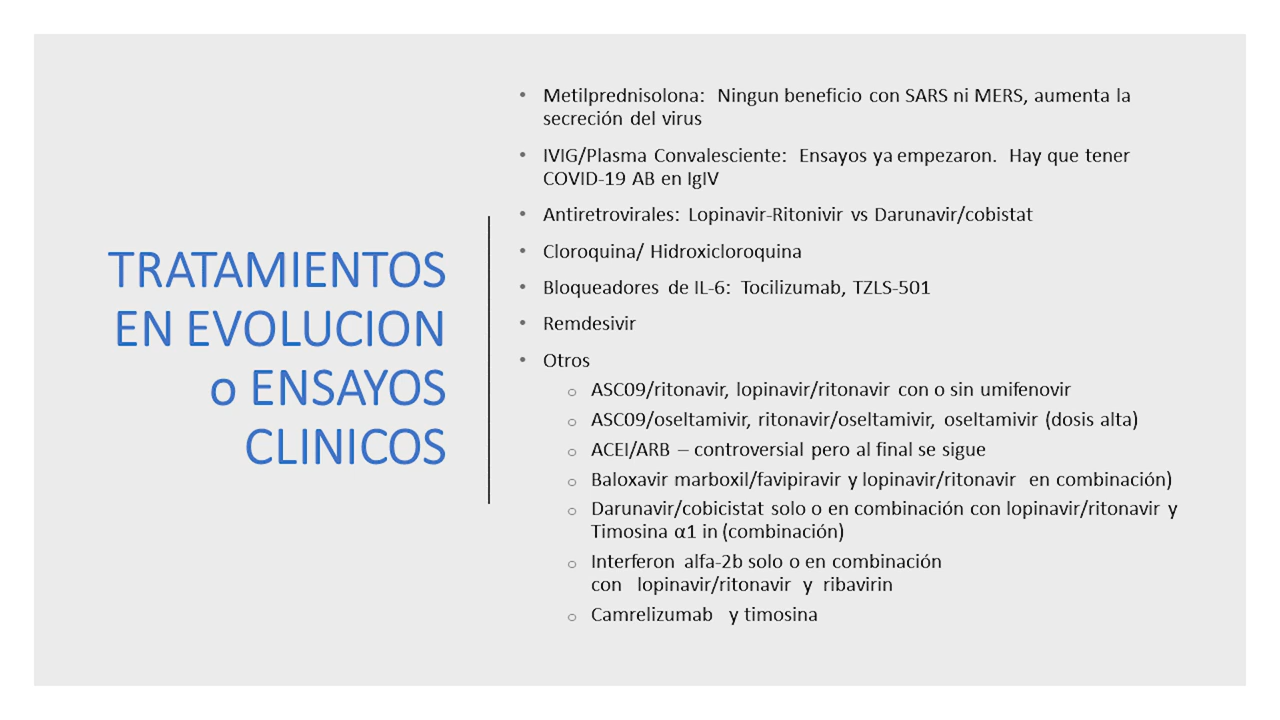 TRATAMIENTOS
EN EVOLUCION
o ENSAYOS
CLINICOS
• Metilprednisolona: Ningun beneficio con SARS ni MERS, aumenta la
secreción del virus
• IVIG/Plasma Convalesciente: Ensayos ya empezaron. Hay que tener
COVID-19 AB en IgIV
• Antiretrovirales: Lopinavir-Ritonivir vs Darunavir/cobistat
• Cloroquina/ Hidroxicloroquina
• Bloqueadores de IL-6: Tocilizumab, TZLS-501
• Remdesivir
• Otros
o ASC09/ritonavir, lopinavir/ritonavir con o sin umifenovir
o ASC09/oseltamivir, ritonavir/oseltamivir, oseltamivir (dosis alta)
o ACEI/ARB – controversial pero al final se sigue
o Baloxavir marboxil/favipiravir y lopinavir/ritonavir en combinación)
o Darunavir/cobicistat solo o en combinación con lopinavir/ritonavir y
Timosina α1 in (combinación)
o Interferon alfa-2b solo o en combinación
con lopinavir/ritonavir y ribavirin
o Camrelizumab y timosina